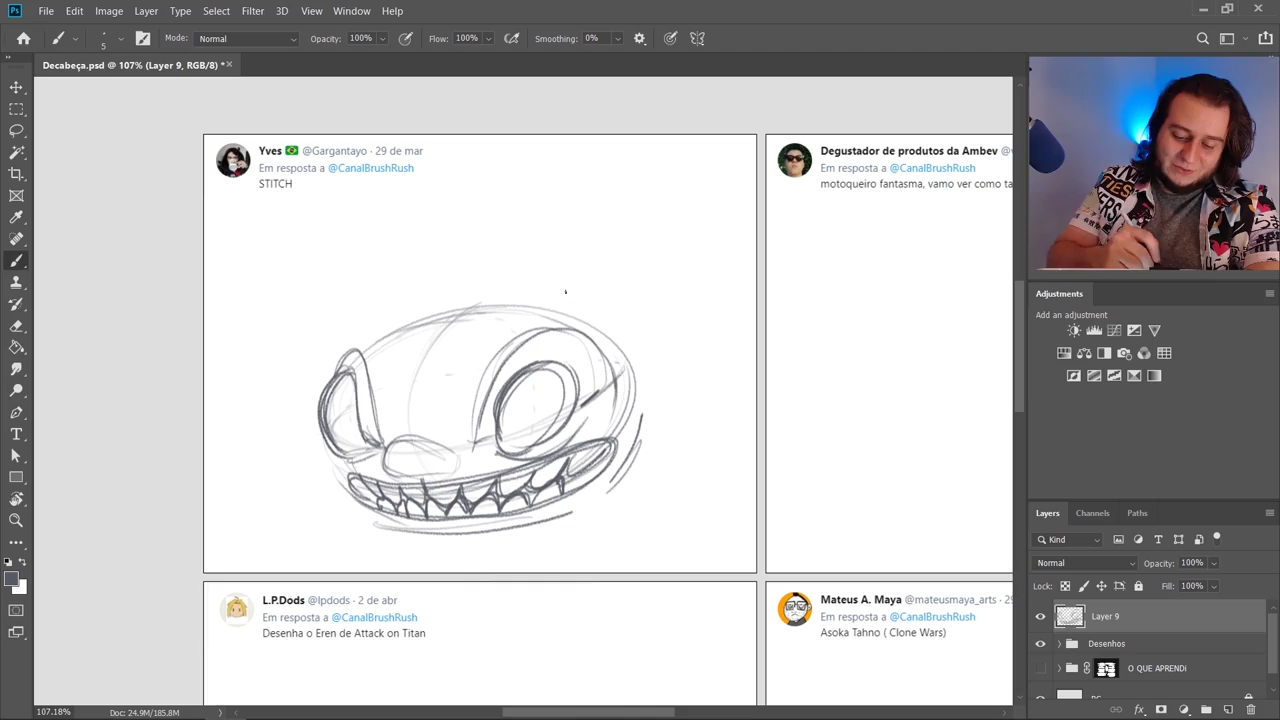 Ps File Edit Image Layer Type Select Filter 3D View Window Help
5 Mode: Normal Opacity: 100% Flow: 100% Smoothing: 0%
Decabeça.psd @ 107% (Layer 9, RGB/8) *
Yves @Gargantayo · 29 de mar
Em resposta a @CanalBrushRush
STITCH
Degustador de produtos da Ambev
Em resposta a @CanalBrushRush
motoqueiro fantasma, vamo ver como ta
L.P.Dods @lpdods · 2 de abr
Em resposta a @CanalBrushRush
Desenha o Eren de Attack on Titan
Mateus A. Maya @mateusmaya_arts · 29
Em resposta a @CanalBrushRush
Asoka Tahno ( Clone Wars)
Adjustments
Add an adjustment
Layers Channels Paths
Kind
Normal Opacity: 100%
Lock: Fill: 100%
Layer 9
Desenhos
O QUE APRENDI
107.18% Doc: 24.9M/185.8M